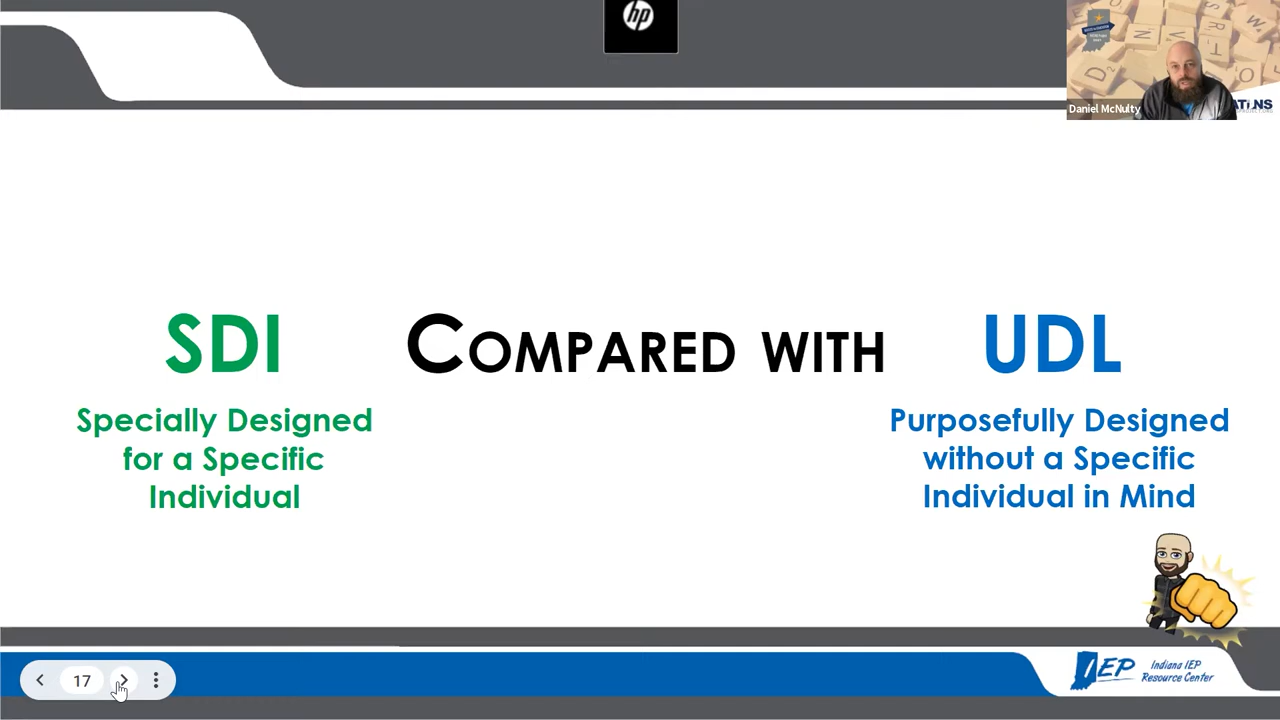 hp
Daniel McNulty
SDI
Specially Designed
for a Specific
Individual
COMPARED WITH
UDL
Purposefully Designed
without a Specific
Individual in Mind
17
IEP
Indiana IEP
Resource Center